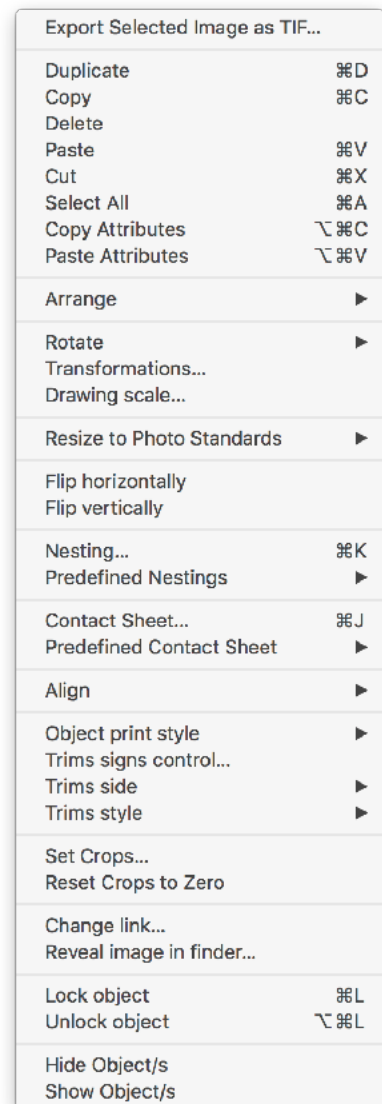 Export Selected Image as TIF...
Duplicate ⌘D
Copy ⌘C
Delete
Paste ⌘V
Cut ⌘X
Select All ⌘A
Copy Attributes ⌥⌘C
Paste Attributes ⌥⌘V
Arrange ▶
Rotate ▶
Transformations...
Drawing scale...
Resize to Photo Standards ▶
Flip horizontally
Flip vertically
Nesting... ⌘K
Predefined Nestings ▶
Contact Sheet... ⌘J
Predefined Contact Sheet ▶
Align ▶
Object print style ▶
Trims signs control...
Trims side ▶
Trims style ▶
Set Crops...
Reset Crops to Zero
Change link...
Reveal image in finder...
Lock object ⌘L
Unlock object ⌥⌘L
Hide Object/s
Show Object/s